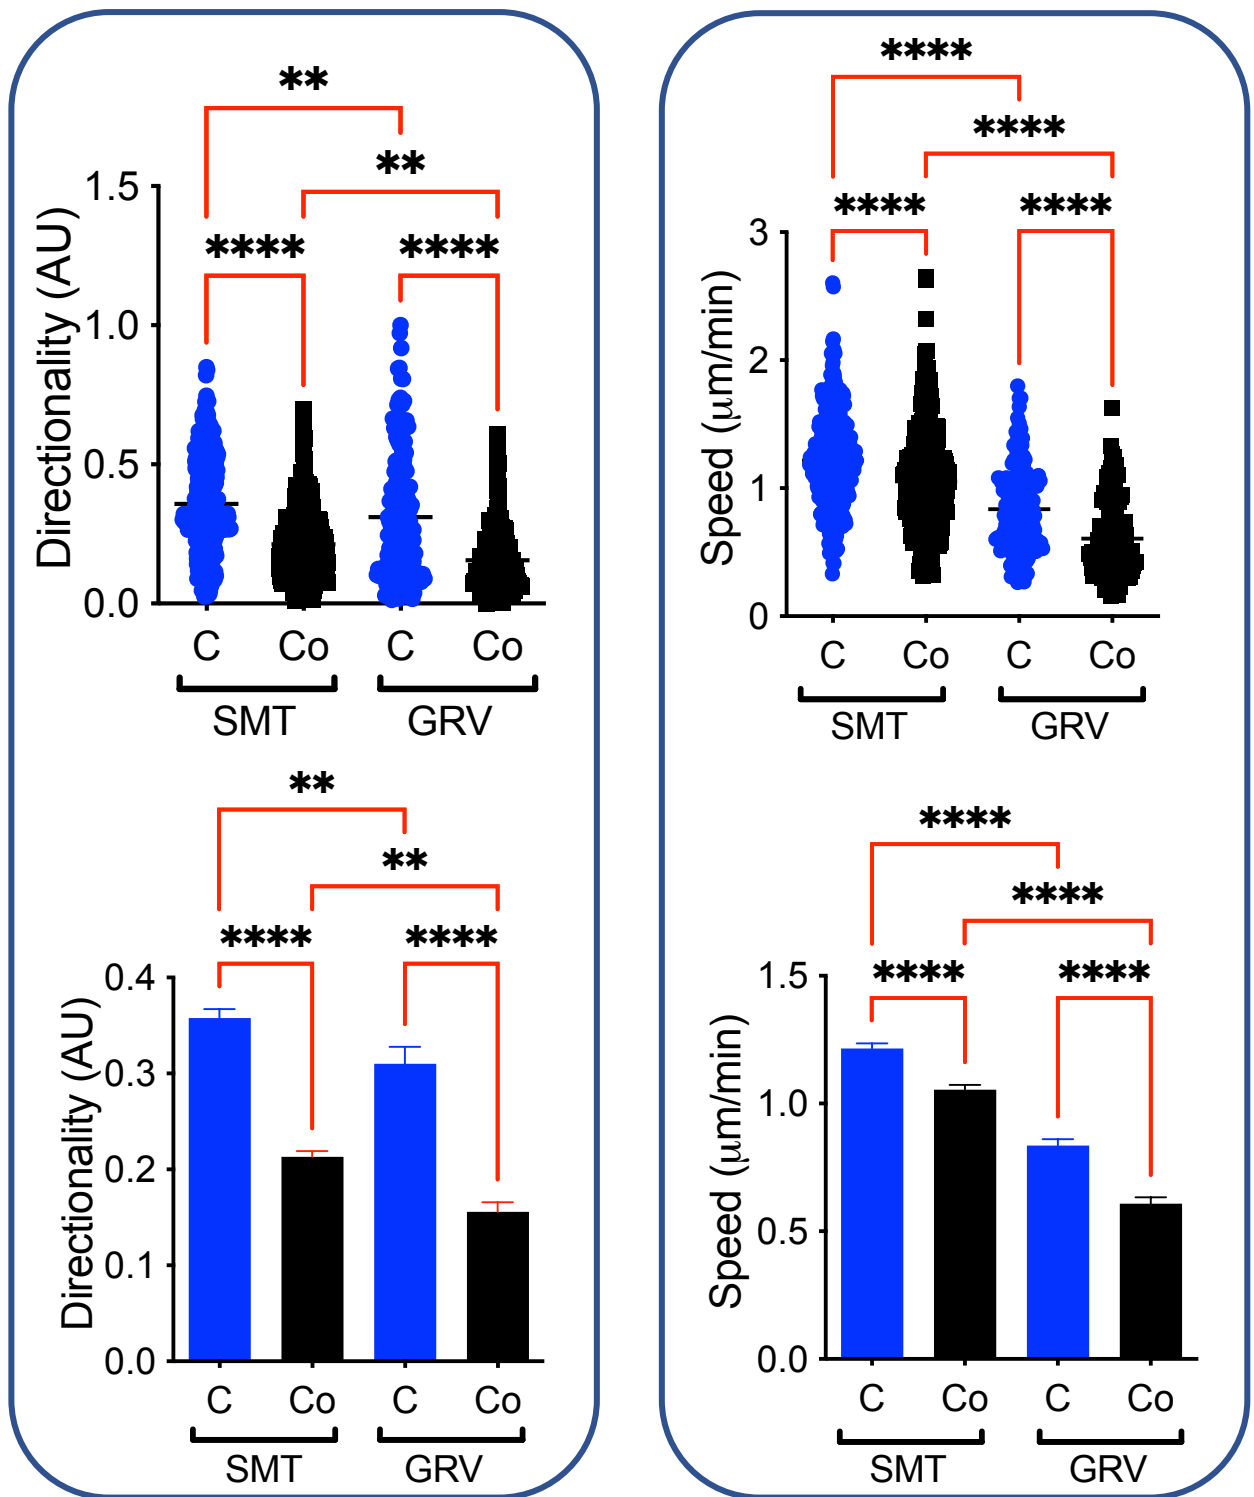 **
**
**** ****
Directionality (AU)
1.5
1.0
0.5
0.0
C Co C Co
SMT GRV
****
****
**** ****
Speed (μm/min)
3
2
1
0
C Co C Co
SMT GRV
**
**
**** ****
Directionality (AU)
0.4
0.3
0.2
0.1
0.0
C Co C Co
SMT GRV
****
****
**** ****
Speed (μm/min)
1.5
1.0
0.5
0.0
C Co C Co
SMT GRV